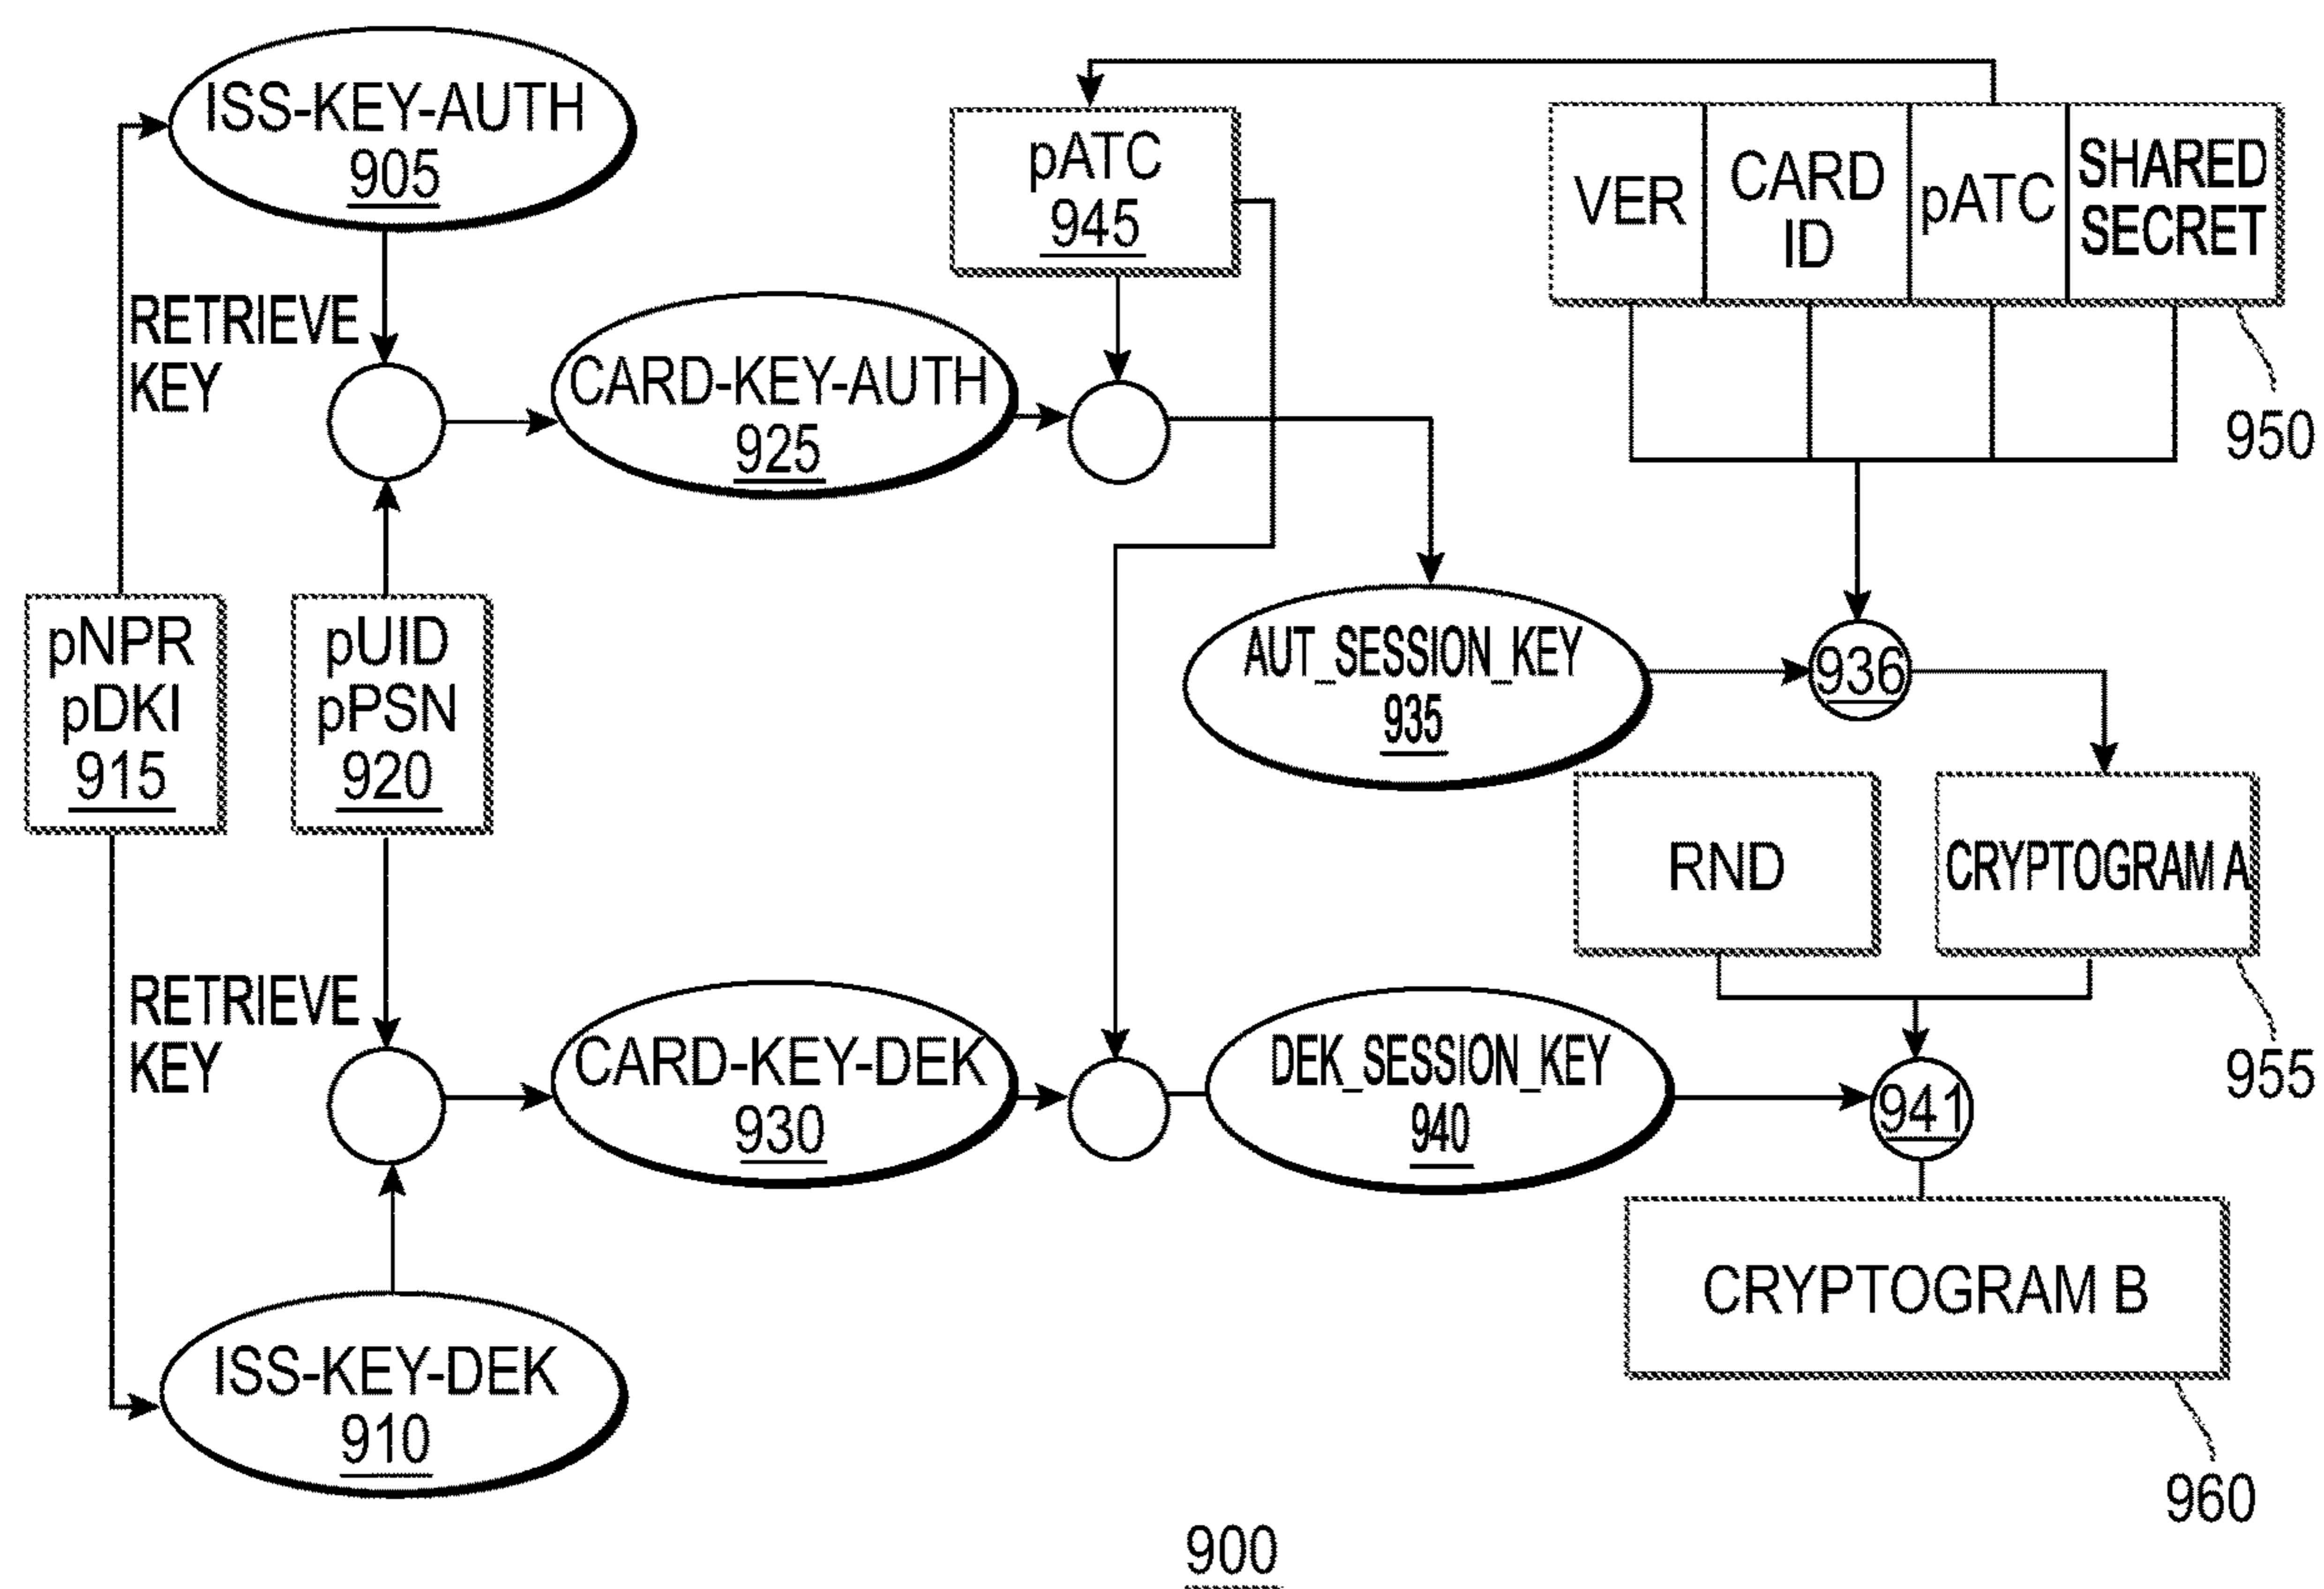 ISS-KEY-AUTH
905
pATC
945
VER
CARD
ID
pATC
SHARED
SECRET
950
RETRIEVE
KEY
CARD-KEY-AUTH
925
pNPR
pDKI
915
pUID
pPSN
920
AUT_SESSION_KEY
935
936
RND
CRYPTOGRAM A
955
RETRIEVE
KEY
CARD-KEY-DEK
930
DEK_SESSION_KEY
940
941
CRYPTOGRAM B
960
ISS-KEY-DEK
910
900